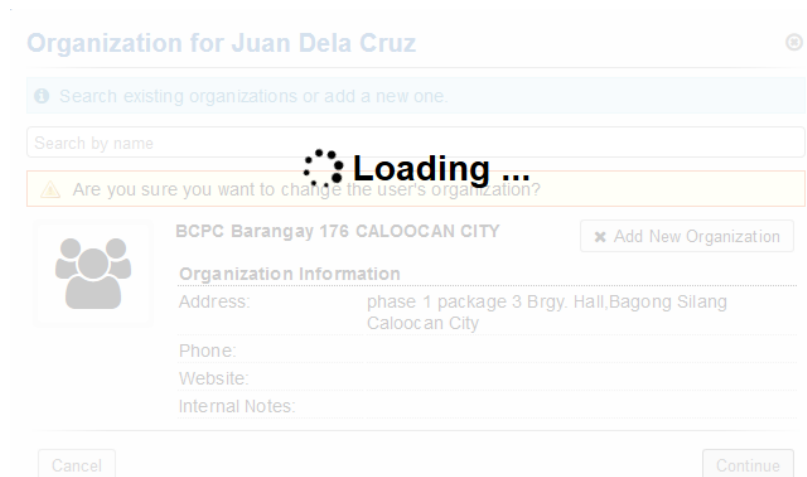 Organization for Juan Dela Cruz
Search existing organizations or add a new one.
Search by name
Loading ...
Are you sure you want to change the user's organization?
BCPC Barangay 176 CALOOCAN CITY
Add New Organization
Organization Information
Address: phase 1 package 3 Brgy. Hall,Bagong Silang
Caloocan City
Phone:
Website:
Internal Notes:
Cancel
Continue